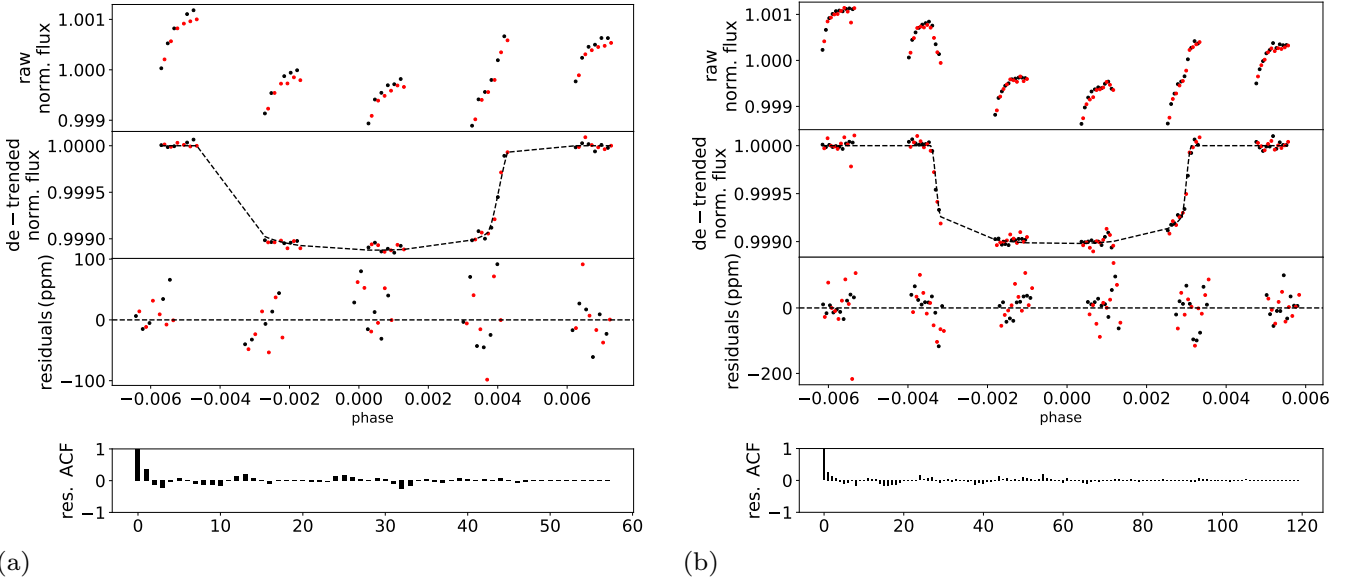 raw
norm. flux
1.001
1.000
0.999
de − trended
norm. flux
1.0000
0.9995
0.9990
residuals (ppm)
100
0
−100
−0.006 −0.004 −0.002 0.000 0.002 0.004 0.006
phase
res. ACF
1
0
−1
0 10 20 30 40 50 60
(a)
raw
norm. flux
1.001
1.000
0.999
de − trended
norm. flux
1.0000
0.9995
0.9990
residuals (ppm)
0
−200
−0.006 −0.004 −0.002 0.000 0.002 0.004 0.006
phase
res. ACF
1
0
−1
0 20 40 60 80 100 120
(b)